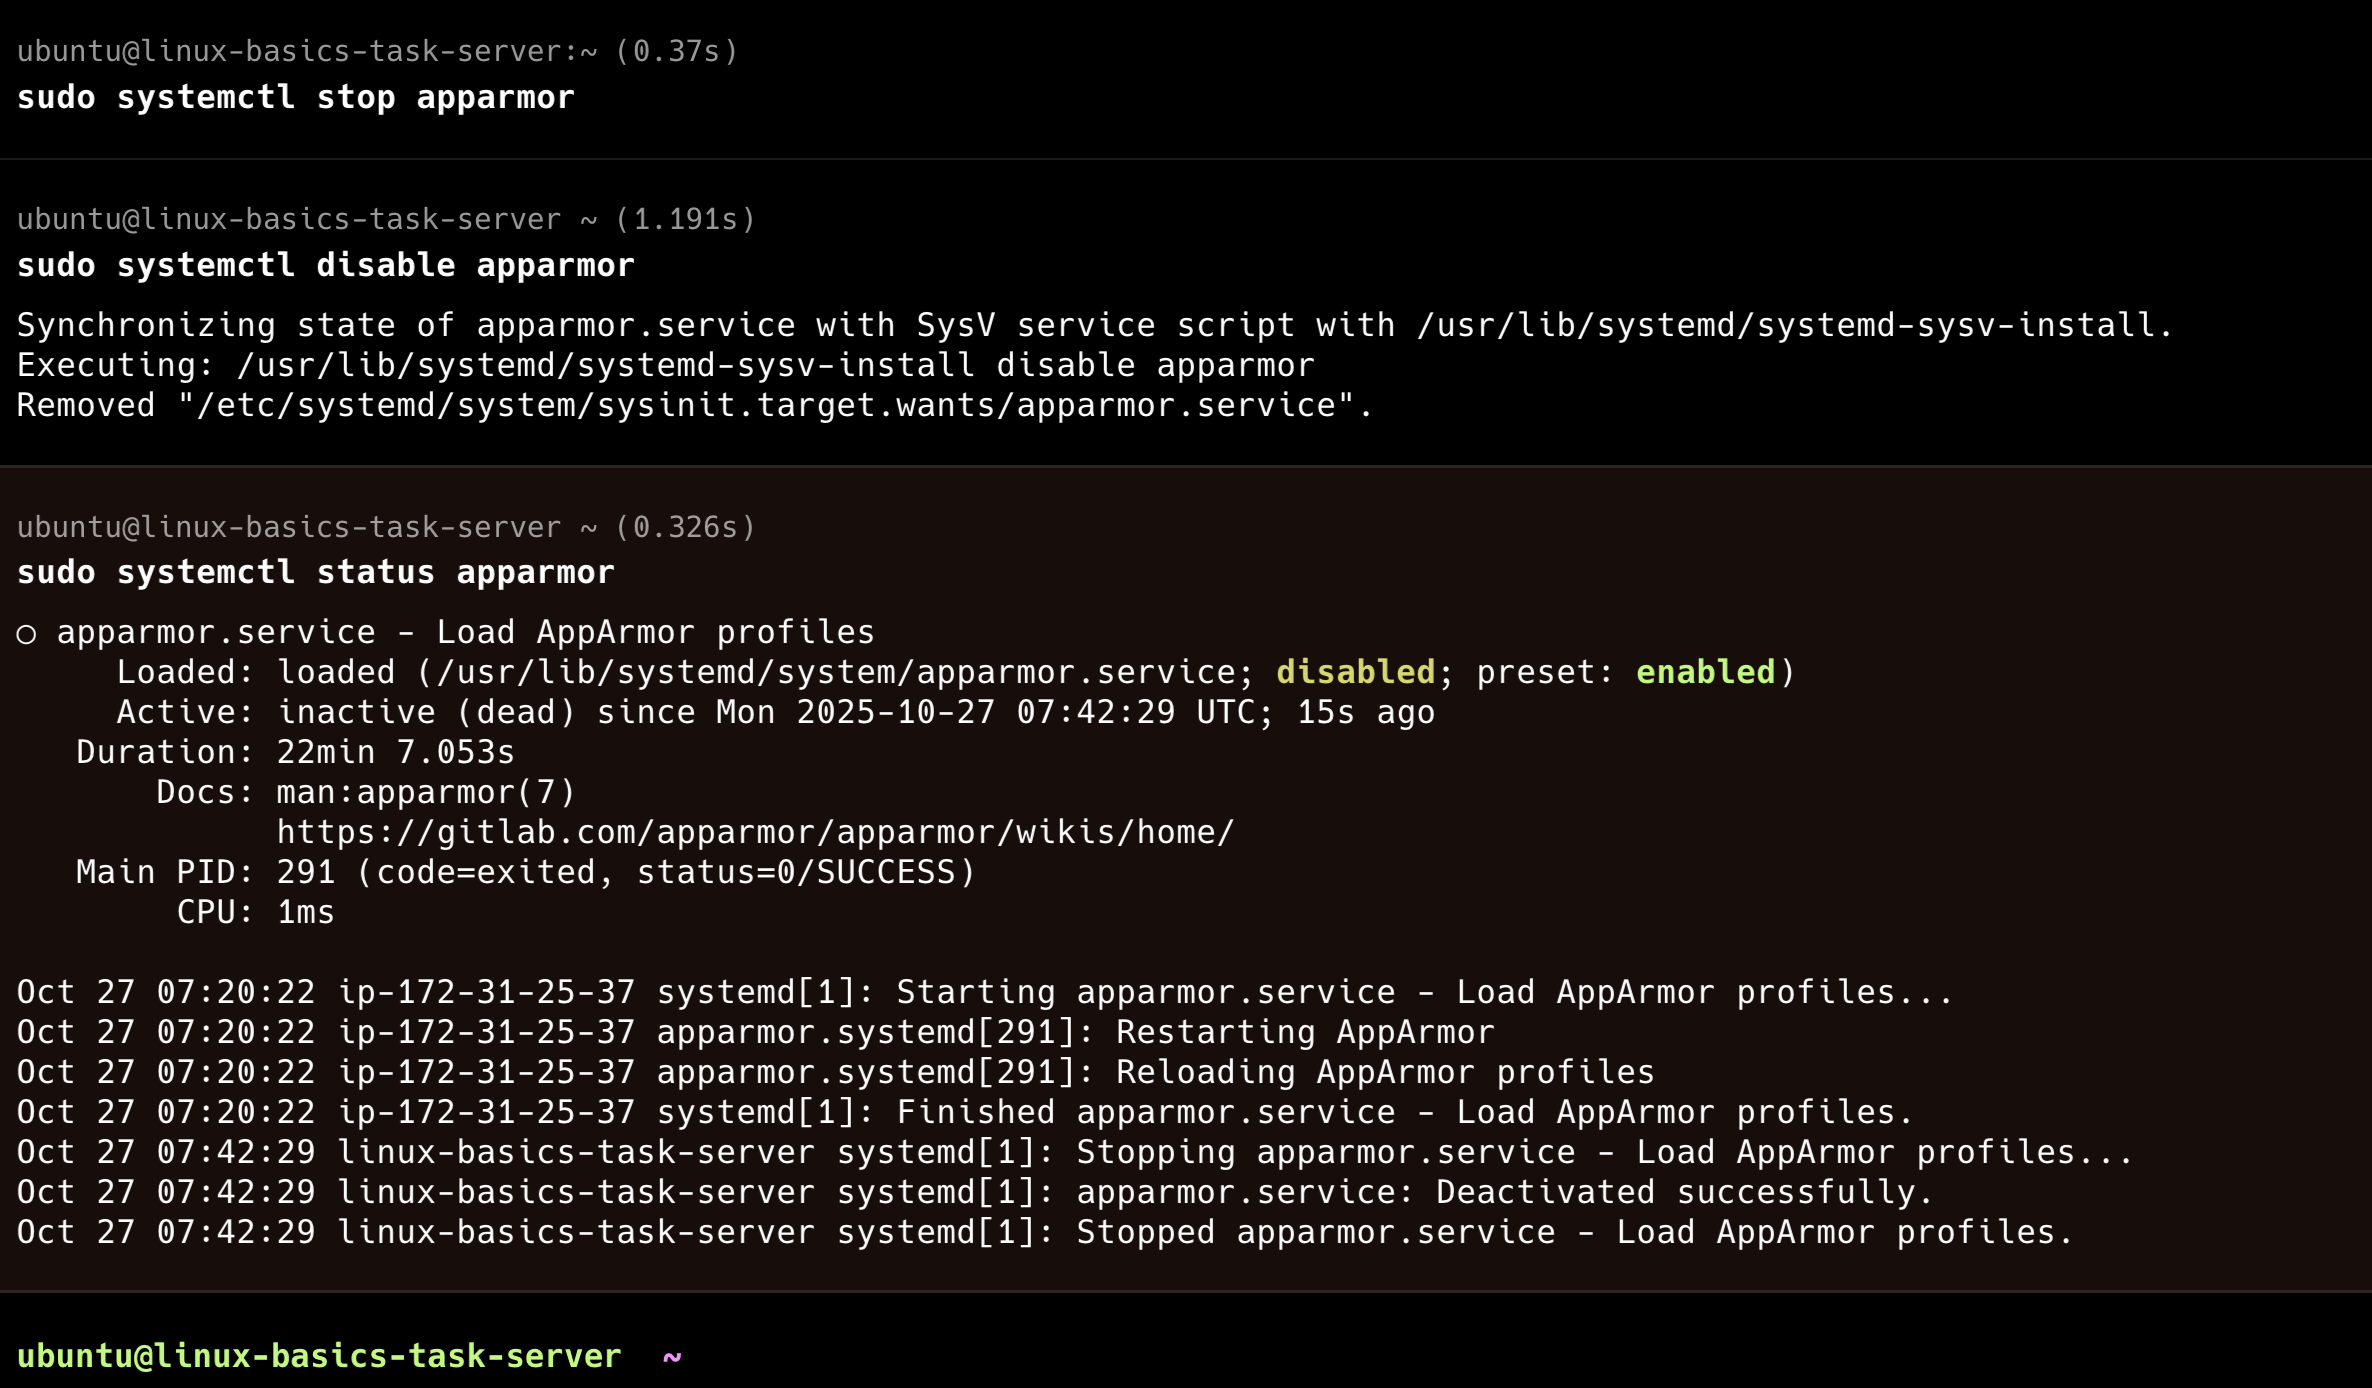 ubuntu@linux-basics-task-server:~ (0.37s)
sudo systemctl stop apparmor
ubuntu@linux-basics-task-server ~ (1.191s)
sudo systemctl disable apparmor
Synchronizing state of apparmor.service with SysV service script with /usr/lib/systemd/systemd-sysv-install.
Executing: /usr/lib/systemd/systemd-sysv-install disable apparmor
Removed "/etc/systemd/system/sysinit.target.wants/apparmor.service".
ubuntu@linux-basics-task-server ~ (0.326s)
sudo systemctl status apparmor
○ apparmor.service - Load AppArmor profiles
     Loaded: loaded (/usr/lib/systemd/system/apparmor.service; disabled; preset: enabled)
     Active: inactive (dead) since Mon 2025-10-27 07:42:29 UTC; 15s ago
   Duration: 22min 7.053s
       Docs: man:apparmor(7)
             https://gitlab.com/apparmor/apparmor/wikis/home/
   Main PID: 291 (code=exited, status=0/SUCCESS)
        CPU: 1ms
Oct 27 07:20:22 ip-172-31-25-37 systemd[1]: Starting apparmor.service - Load AppArmor profiles...
Oct 27 07:20:22 ip-172-31-25-37 apparmor.systemd[291]: Restarting AppArmor
Oct 27 07:20:22 ip-172-31-25-37 apparmor.systemd[291]: Reloading AppArmor profiles
Oct 27 07:20:22 ip-172-31-25-37 systemd[1]: Finished apparmor.service - Load AppArmor profiles.
Oct 27 07:42:29 linux-basics-task-server systemd[1]: Stopping apparmor.service - Load AppArmor profiles...
Oct 27 07:42:29 linux-basics-task-server systemd[1]: apparmor.service: Deactivated successfully.
Oct 27 07:42:29 linux-basics-task-server systemd[1]: Stopped apparmor.service - Load AppArmor profiles.
ubuntu@linux-basics-task-server ~